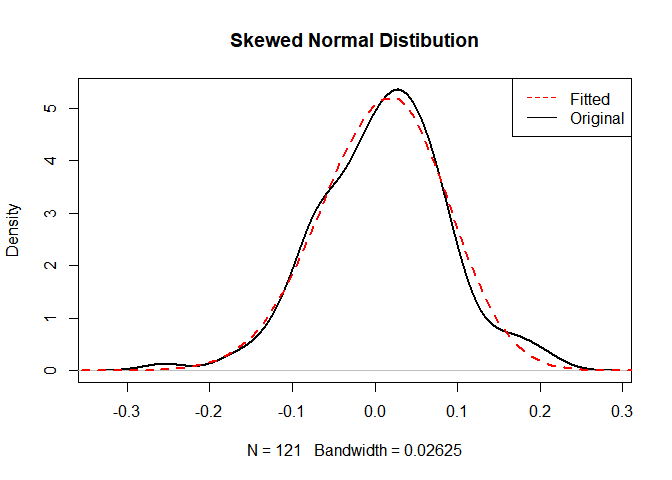 Skewed Normal Distibution
Fitted
Original
Density
0 1 2 3 4 5
-0.3 -0.2 -0.1 0.0 0.1 0.2 0.3
N = 121 Bandwidth = 0.02625